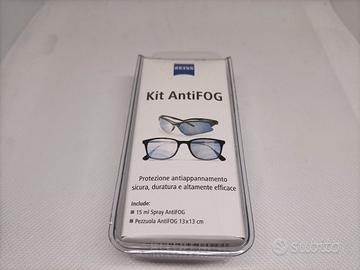 ZEISS
Kit AntiFOG
Protezione antiappannamento
sicura, duratura e altamente efficace
Include:
▪ 15 ml Spray AntiFOG
▪ Pezzuola AntiFOG 13x13 cm
subito.it